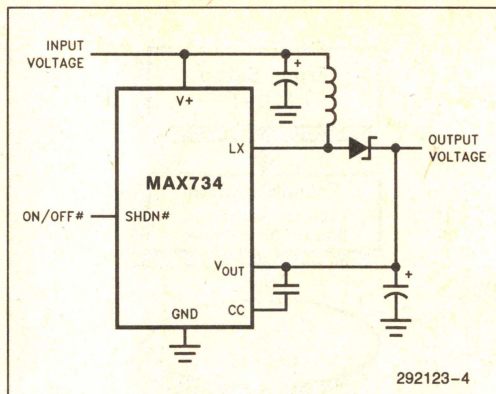 INPUT
VOLTAGE
+
V+
LX
OUTPUT
VOLTAGE
MAX734
ON/OFF#
SHDN#
VOUT
+
CC
GND
292123-4